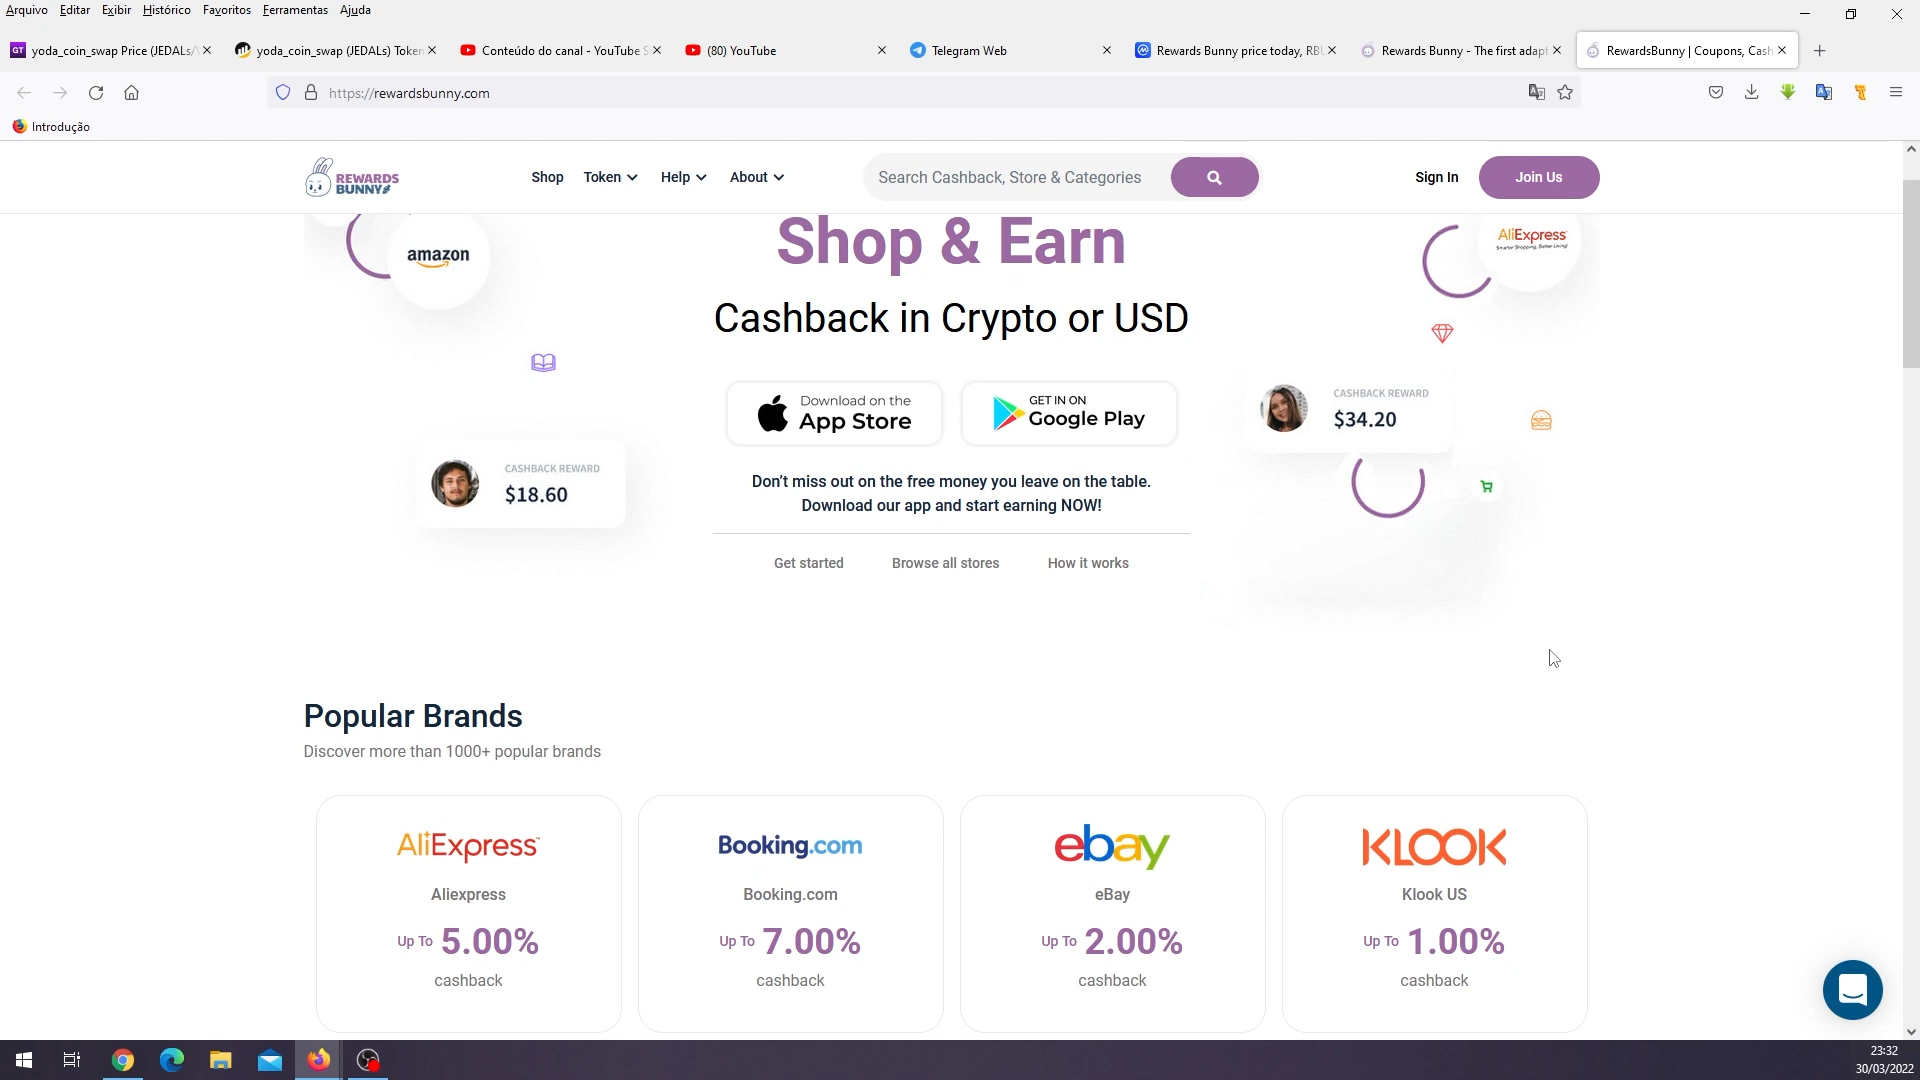 Arquivo Editar Exibir Histórico Favoritos Ferramentas Ajuda
GT yoda_coin_swap Price (JEDALs/
yoda_coin_swap (JEDALs) Token
Conteúdo do canal - YouTube S
(80) YouTube
Telegram Web
Rewards Bunny price today, RBU
Rewards Bunny - The first adapt
RewardsBunny | Coupons, Cash
https://rewardsbunny.com
Introdução
REWARDS
BUNNY
Shop Token Help About
Search Cashback, Store & Categories
Sign In Join Us
Shop & Earn
amazon
AliExpress
Smarter Shopping, Better Living!
Cashback in Crypto or USD
Download on the
App Store
GET IN ON
Google Play
CASHBACK REWARD
$34.20
CASHBACK REWARD
$18.60
Don't miss out on the free money you leave on the table.
Download our app and start earning NOW!
Get started Browse all stores How it works
Popular Brands
Discover more than 1000+ popular brands
AliExpress
Aliexpress
Up To 5.00%
cashback
Booking.com
Booking.com
Up To 7.00%
cashback
ebay
eBay
Up To 2.00%
cashback
KLOOK
Klook US
Up To 1.00%
cashback
23:32
30/03/2022